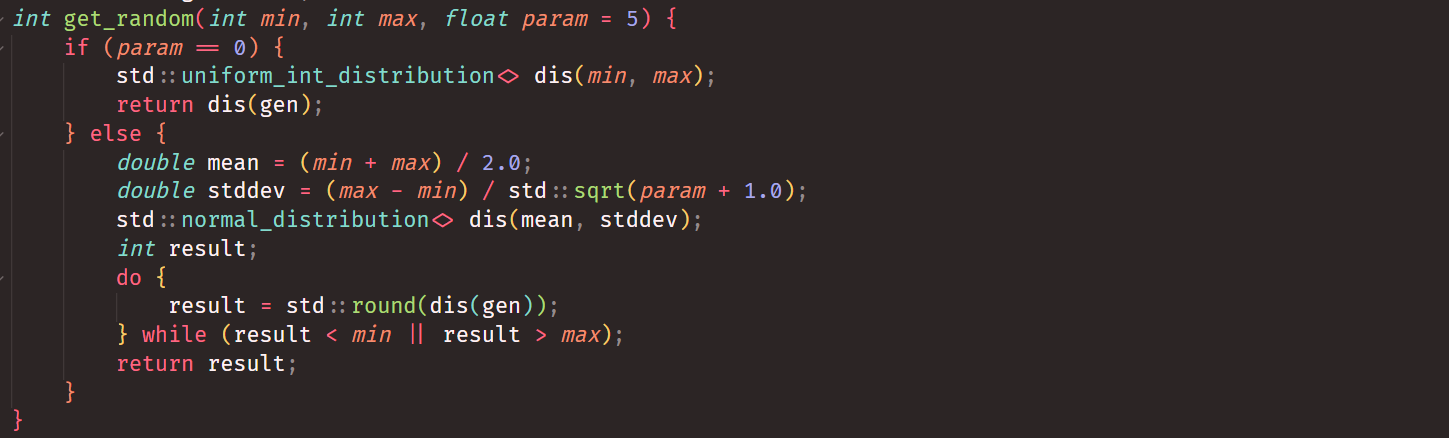 int get_random(int min, int max, float param = 5) {
    if (param == 0) {
        std::uniform_int_distribution<> dis(min, max);
        return dis(gen);
    } else {
        double mean = (min + max) / 2.0;
        double stddev = (max - min) / std::sqrt(param + 1.0);
        std::normal_distribution<> dis(mean, stddev);
        int result;
        do {
            result = std::round(dis(gen));
        } while (result < min || result > max);
        return result;
    }
}